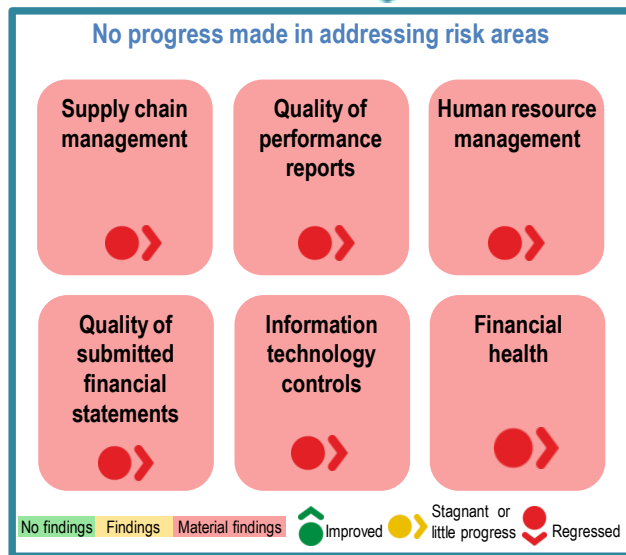 No progress made in addressing risk areas
Supply chain
management
Quality of
performance
reports
Human resource
management
Quality of
submitted
financial
statements
Information
technology
controls
Financial
health
No findings
Findings
Material findings
Improved
Stagnant or
little progress
Regressed